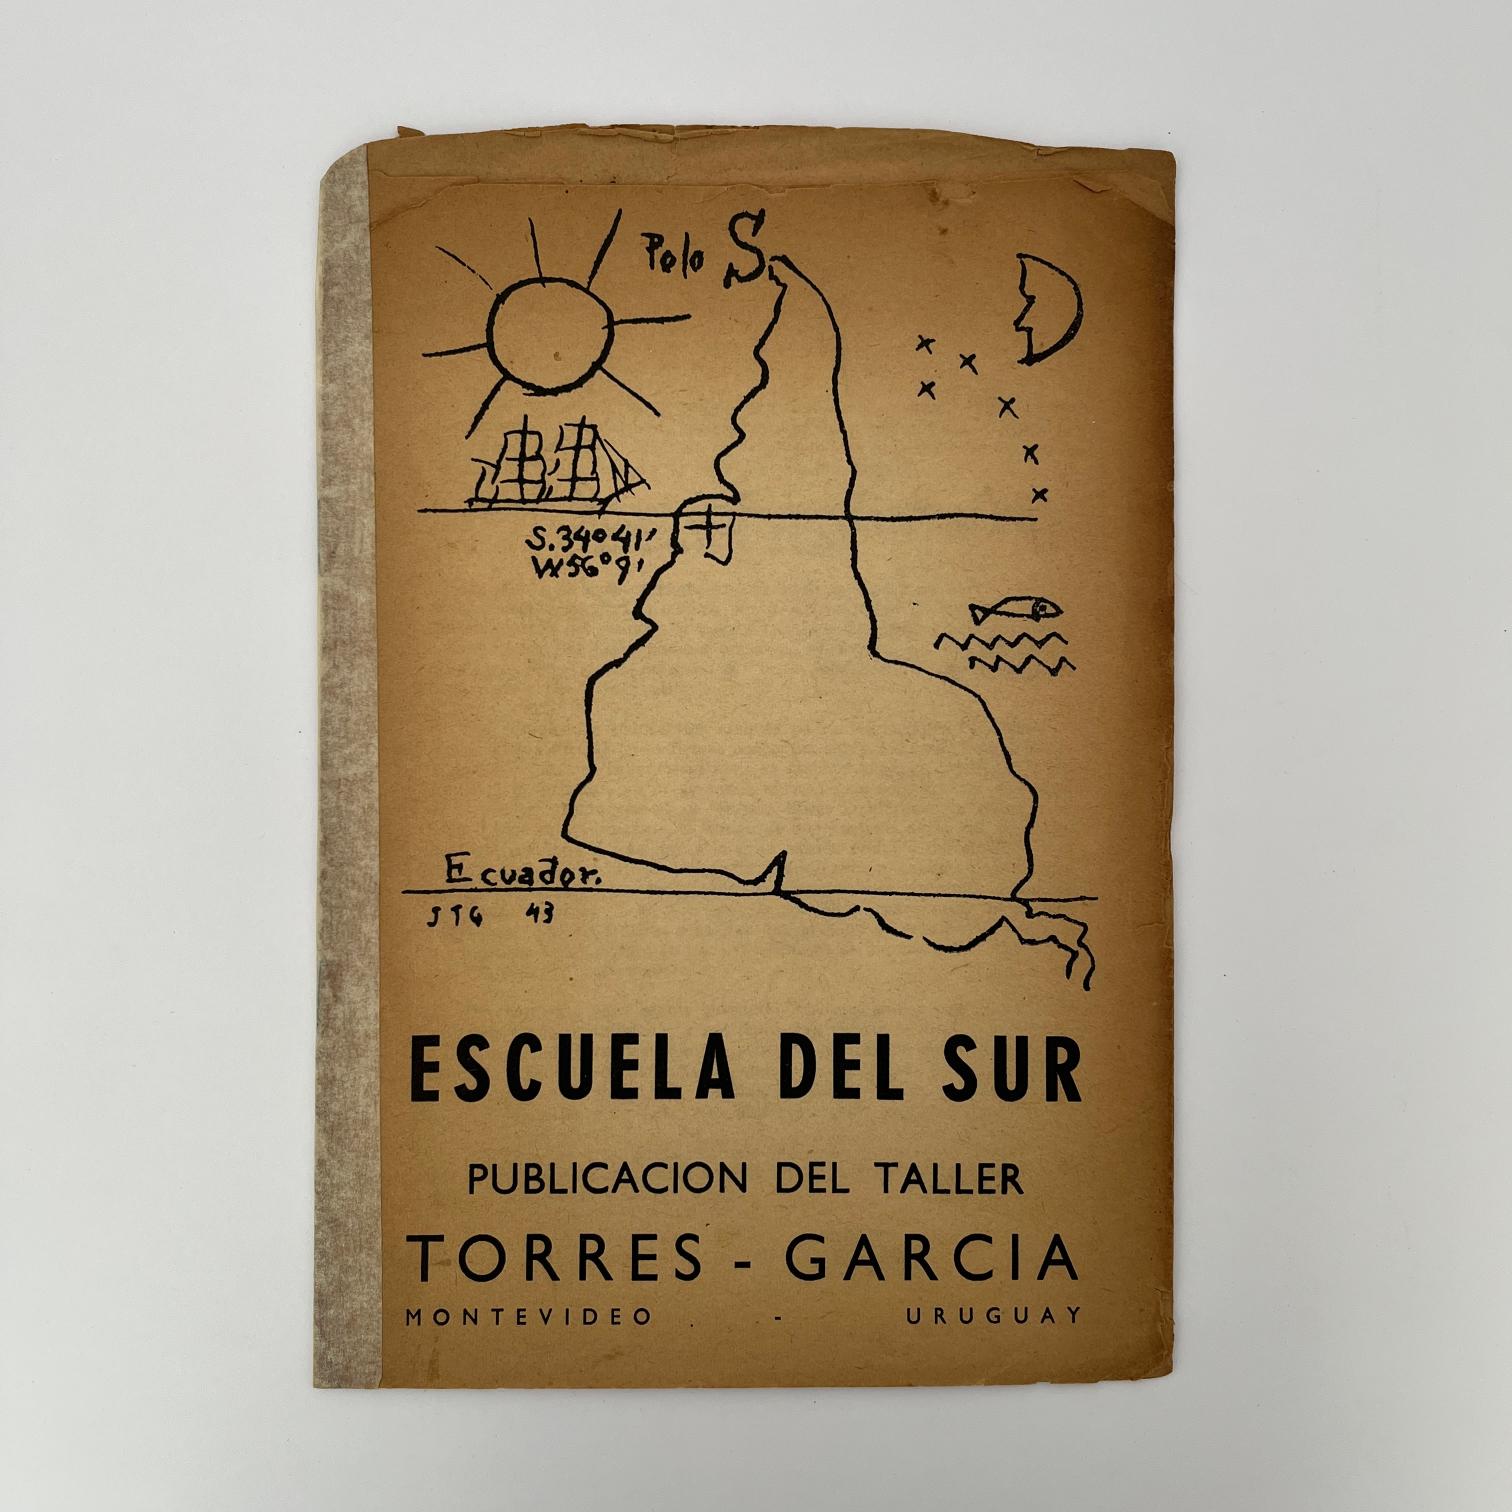 Polo S.
S. 34° 41'
W 56° 9'
Ecuador.
JTG 43
ESCUELA DEL SUR
PUBLICACION DEL TALLER
TORRES - GARCIA
MONTEVIDEO - URUGUAY